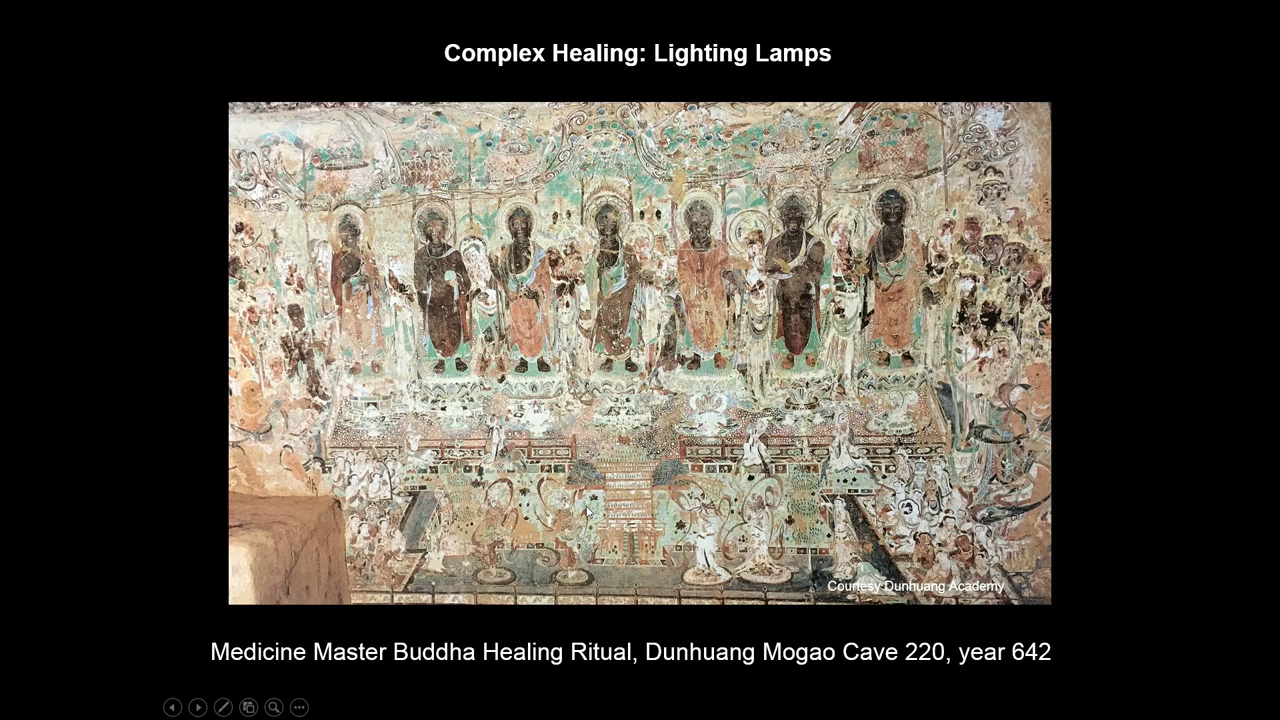 Complex Healing: Lighting Lamps
Courtesy Dunhuang Academy
Medicine Master Buddha Healing Ritual, Dunhuang Mogao Cave 220, year 642